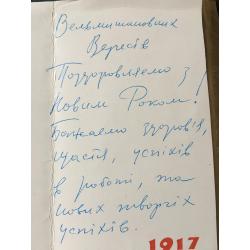 Вельмишановних
Вересів
Поздоровляємо з
Новим Роком!
Бажаємо здоров'я,
щастя, успіхів
в роботі, та
нових творчих
успіхів.
1917